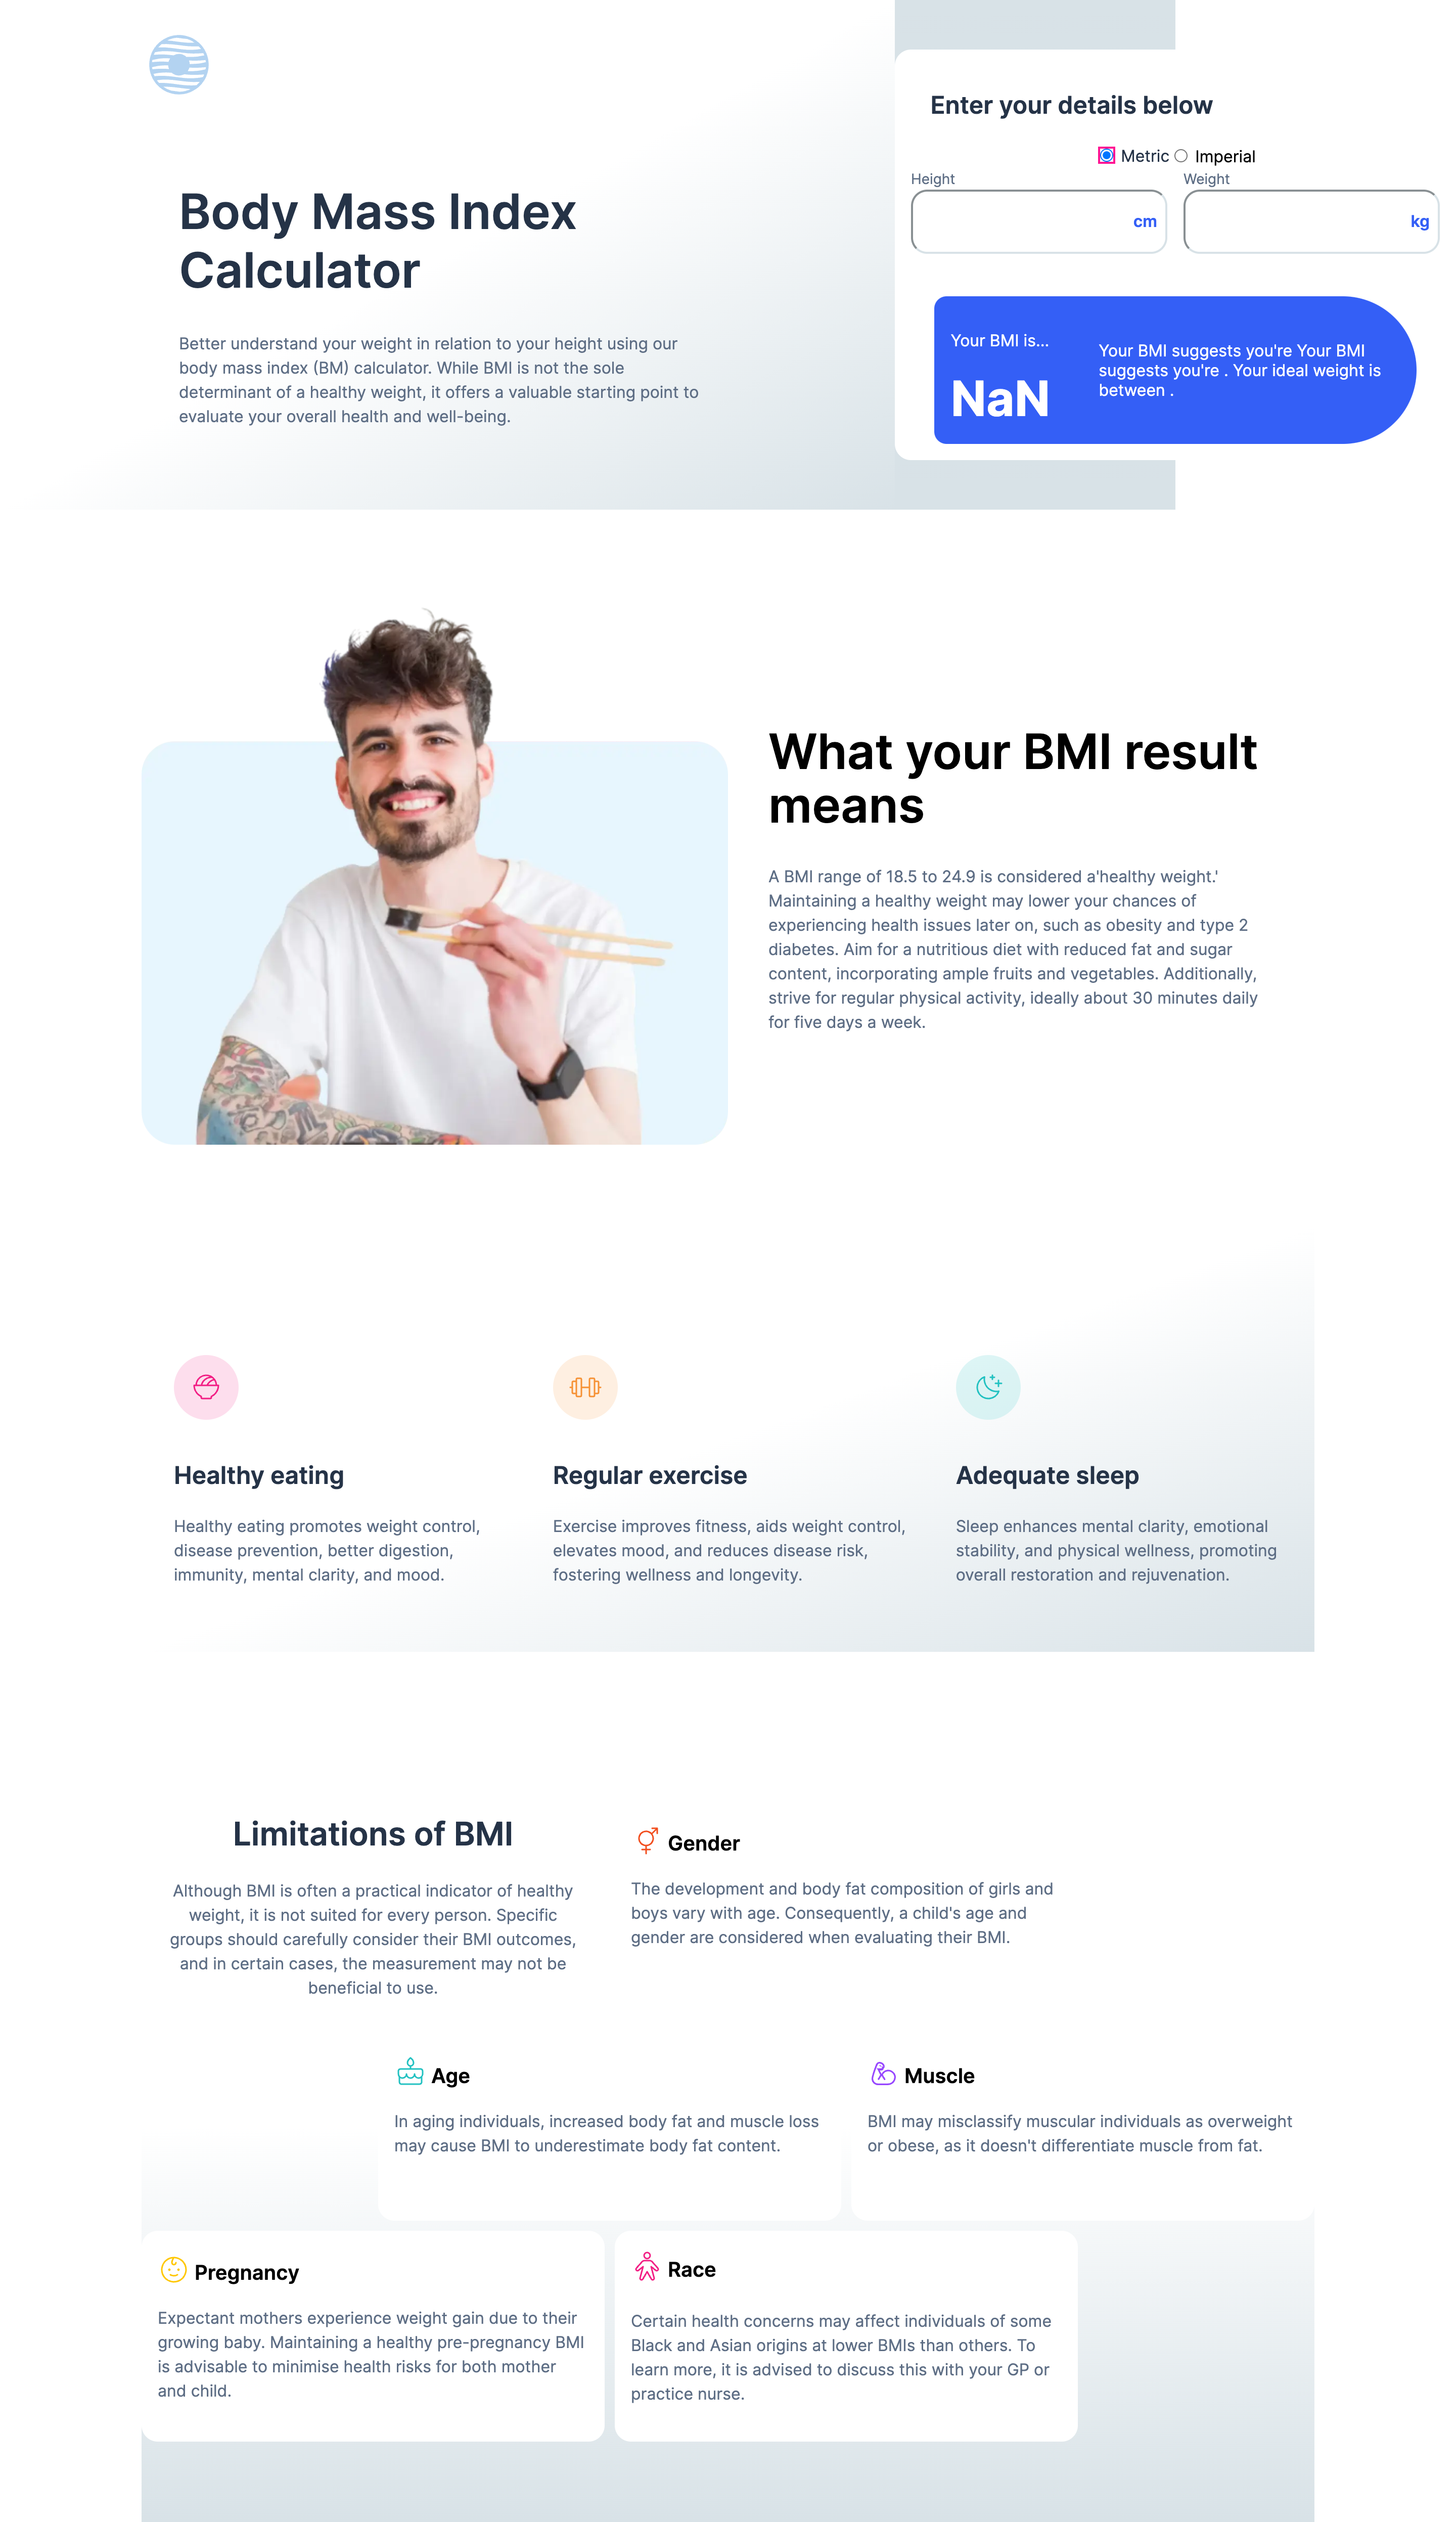 Body Mass Index
Calculator
Better understand your weight in relation to your height using our
body mass index (BM) calculator. While BMI is not the sole
determinant of a healthy weight, it offers a valuable starting point to
evaluate your overall health and well-being.
Enter your details below
Metric Imperial
Height Weight
cm kg
Your BMI is...
NaN
Your BMI suggests you're Your BMI
suggests you're . Your ideal weight is
between .
What your BMI result
means
A BMI range of 18.5 to 24.9 is considered a'healthy weight.'
Maintaining a healthy weight may lower your chances of
experiencing health issues later on, such as obesity and type 2
diabetes. Aim for a nutritious diet with reduced fat and sugar
content, incorporating ample fruits and vegetables. Additionally,
strive for regular physical activity, ideally about 30 minutes daily
for five days a week.
Healthy eating
Healthy eating promotes weight control,
disease prevention, better digestion,
immunity, mental clarity, and mood.
Regular exercise
Exercise improves fitness, aids weight control,
elevates mood, and reduces disease risk,
fostering wellness and longevity.
Adequate sleep
Sleep enhances mental clarity, emotional
stability, and physical wellness, promoting
overall restoration and rejuvenation.
Limitations of BMI
Although BMI is often a practical indicator of healthy
weight, it is not suited for every person. Specific
groups should carefully consider their BMI outcomes,
and in certain cases, the measurement may not be
beneficial to use.
Gender
The development and body fat composition of girls and
boys vary with age. Consequently, a child's age and
gender are considered when evaluating their BMI.
Age
In aging individuals, increased body fat and muscle loss
may cause BMI to underestimate body fat content.
Muscle
BMI may misclassify muscular individuals as overweight
or obese, as it doesn't differentiate muscle from fat.
Pregnancy
Expectant mothers experience weight gain due to their
growing baby. Maintaining a healthy pre-pregnancy BMI
is advisable to minimise health risks for both mother
and child.
Race
Certain health concerns may affect individuals of some
Black and Asian origins at lower BMIs than others. To
learn more, it is advised to discuss this with your GP or
practice nurse.